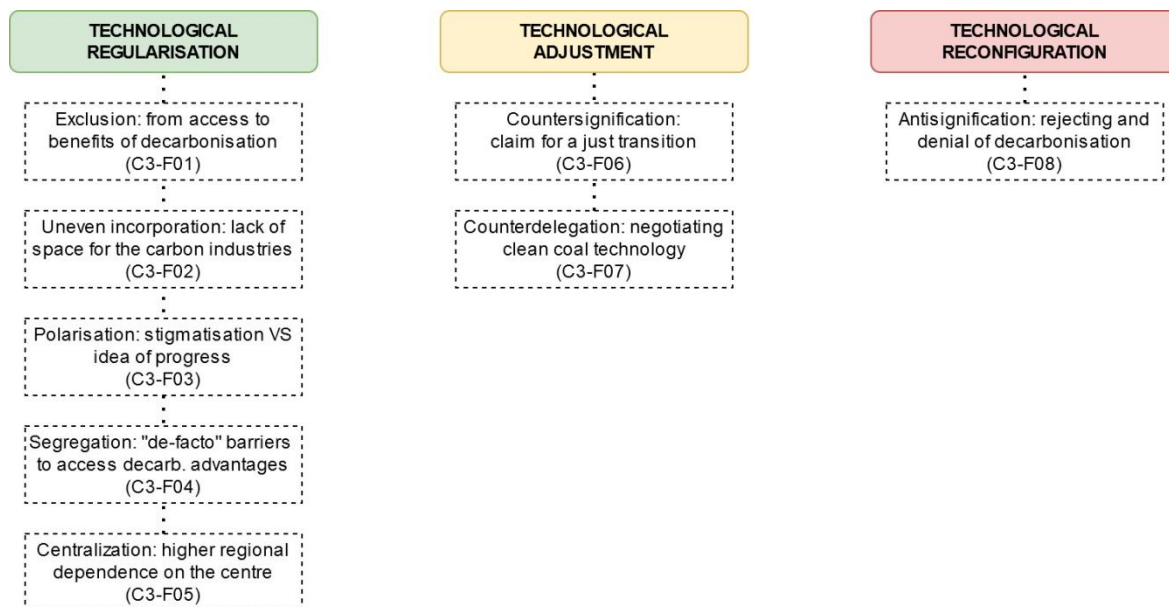 TECHNOLOGICAL
REGULARISATION
Exclusion: from access to
benefits of decarbonisation
(C3-F01)
Uneven incorporation: lack of
space for the carbon industries
(C3-F02)
Polarisation: stigmatisation VS
idea of progress
(C3-F03)
Segregation: "de-facto" barriers
to access decarb. advantages
(C3-F04)
Centralization: higher regional
dependence on the centre
(C3-F05)
TECHNOLOGICAL
ADJUSTMENT
Countersignification:
claim for a just transition
(C3-F06)
Counterdelegation: negotiating
clean coal technology
(C3-F07)
TECHNOLOGICAL
RECONFIGURATION
Antisignification: rejecting and
denial of decarbonisation
(C3-F08)